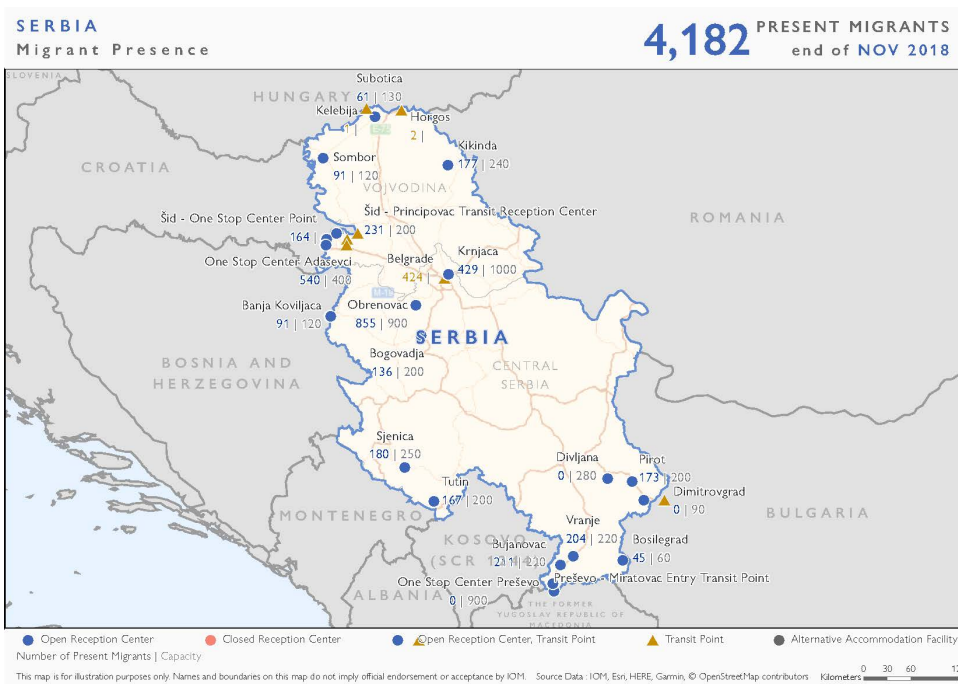 SERBIA
Migrant Presence
4,182 PRESENT MIGRANTS
end of NOV 2018
SLOVENIA
HUNGARY
CROATIA
ROMANIA
BOSNIA AND
HERZEGOVINA
MONTENEGRO
ALBANIA
KOSOVO
(SCR
BULGARIA
THE FORMER
YUGOSLAV REPUBLIC OF
MACEDONIA
VOJVODINA
SERBIA
CENTRAL
SERBIA
Subotica
61 | 130
Kelebija
1 |
Horgos
2 |
E-75
Sombor
91 | 120
Kikinda
177 | 240
Šid - One Stop Center Point
164 |
Šid - Principovac Transit Reception Center
231 | 200
One Stop Center Adasevci
540 | 400
Belgrade
424 |
Krnjaca
429 | 1000
Banja Koviljaca
91 | 120
Obrenovac
855 | 900
Bogovadja
136 | 200
Sjenica
180 | 250
Tutin
167 | 200
Divljana
0 | 280
Pirot
173 | 200
Dimitrovgrad
0 | 90
Vranje
204 | 220
Bujanovac
| 220
Bosilegrad
45 | 60
One Stop Center Preševo
0 | 900
Preševo - Miratovac Entry Transit Point
Open Reception Center
Closed Reception Center
Open Reception Center, Transit Point
Transit Point
Alternative Accommodation Facility
Number of Present Migrants | Capacity
This map is for illustration purposes only. Names and boundaries on this map do not imply official endorsement or acceptance by IOM. Source Data : IOM, Esri, HERE, Garmin, © OpenStreetMap contributors
Kilometers 0 30 60